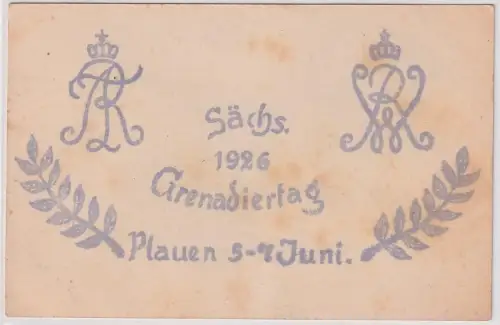 Sächs.
1926
Grenadiertag
Plauen 5-7 Juni.